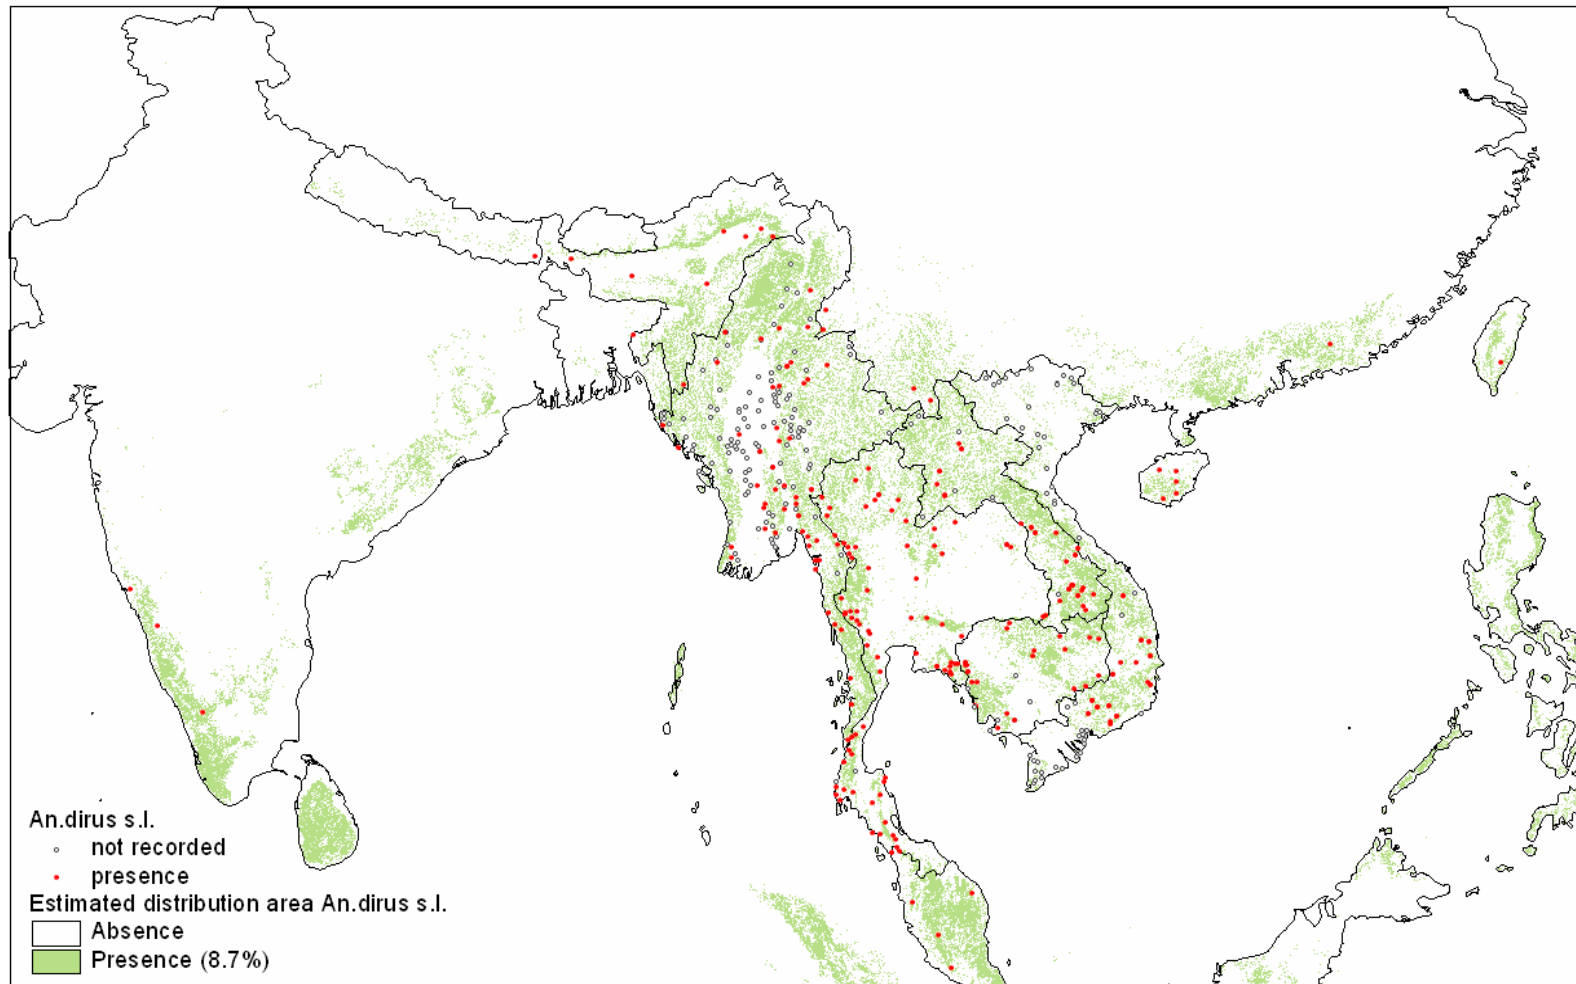 An.dirus s.l.
not recorded
presence
Estimated distribution area An.dirus s.l.
Absence
Presence (8.7%)